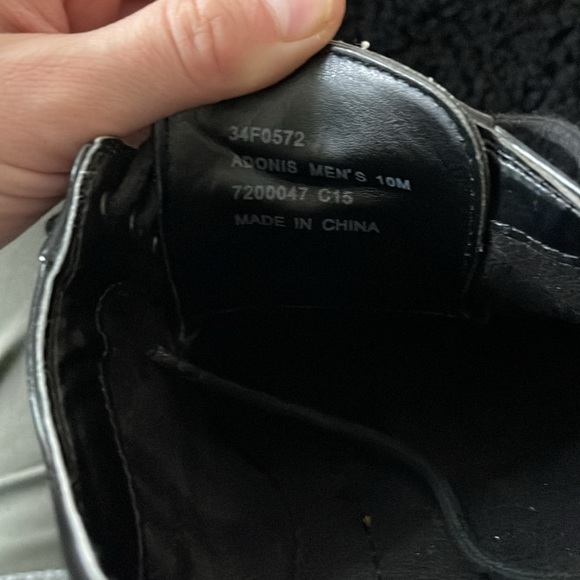 34F0572
ADONIS MEN'S 10M
7200047 C15
MADE IN CHINA